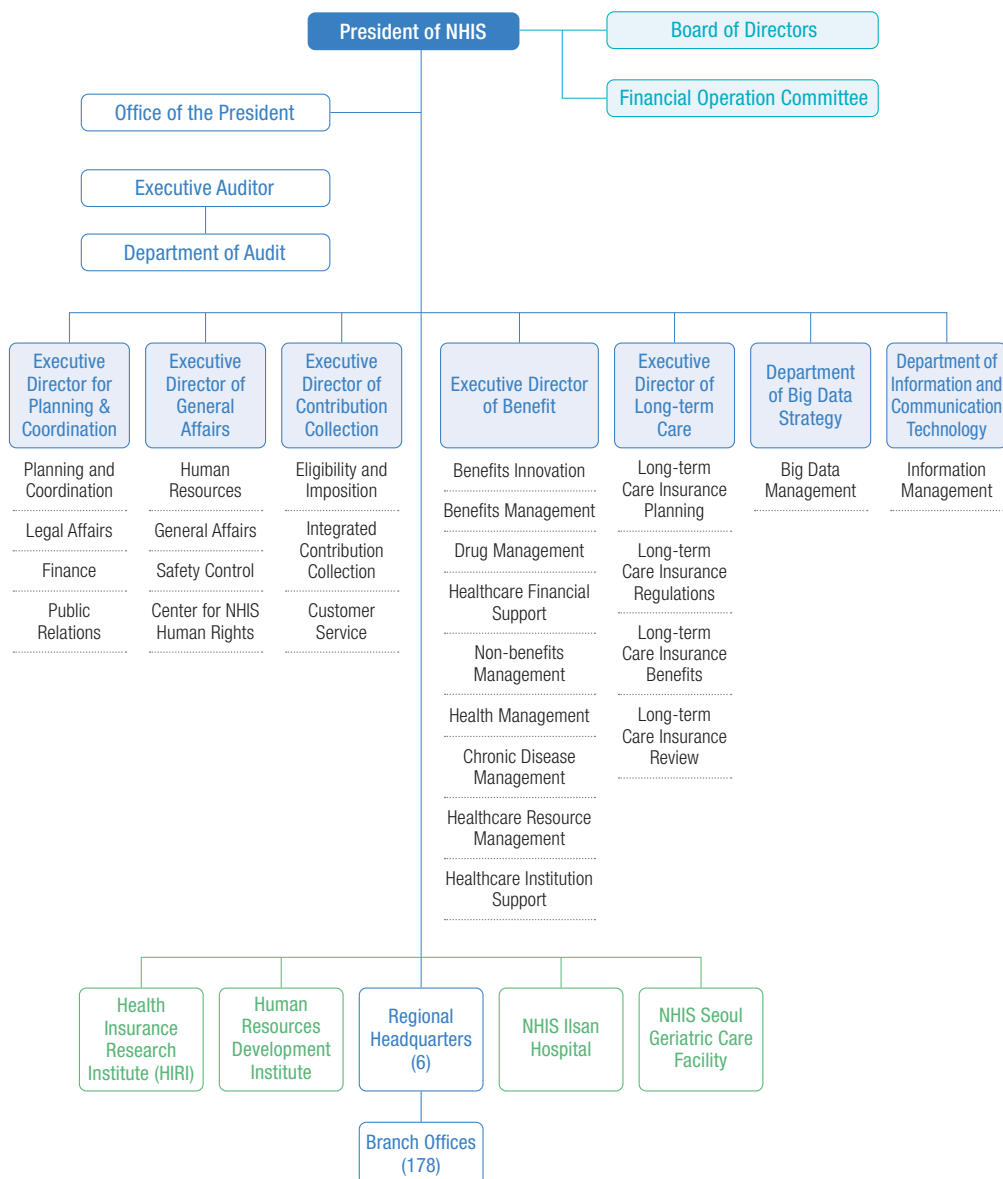 President of NHIS
Board of Directors
Financial Operation Committee
Office of the President
Executive Auditor
Department of Audit
Executive
Director for
Planning &
Coordination
Planning and
Coordination
Legal Affairs
Finance
Public
Relations
Executive
Director of
General
Affairs
Human
Resources
General Affairs
Safety Control
Center for NHIS
Human Rights
Executive
Director of
Contribution
Collection
Eligibility and
Imposition
Integrated
Contribution
Collection
Customer
Service
Executive Director
of Benefit
Benefits Innovation
Benefits Management
Drug Management
Healthcare Financial
Support
Non-benefits
Management
Health Management
Chronic Disease
Management
Healthcare Resource
Management
Healthcare Institution
Support
Executive
Director of
Long-term
Care
Long-term
Care Insurance
Planning
Long-term
Care Insurance
Regulations
Long-term
Care Insurance
Benefits
Long-term
Care Insurance
Review
Department
of Big Data
Strategy
Big Data
Management
Department of
Information and
Communication
Technology
Information
Management
Health
Insurance
Research
Institute (HIRI)
Human
Resources
Development
Institute
Regional
Headquarters
(6)
NHIS Ilsan
Hospital
NHIS Seoul
Geriatric Care
Facility
Branch Offices
(178)